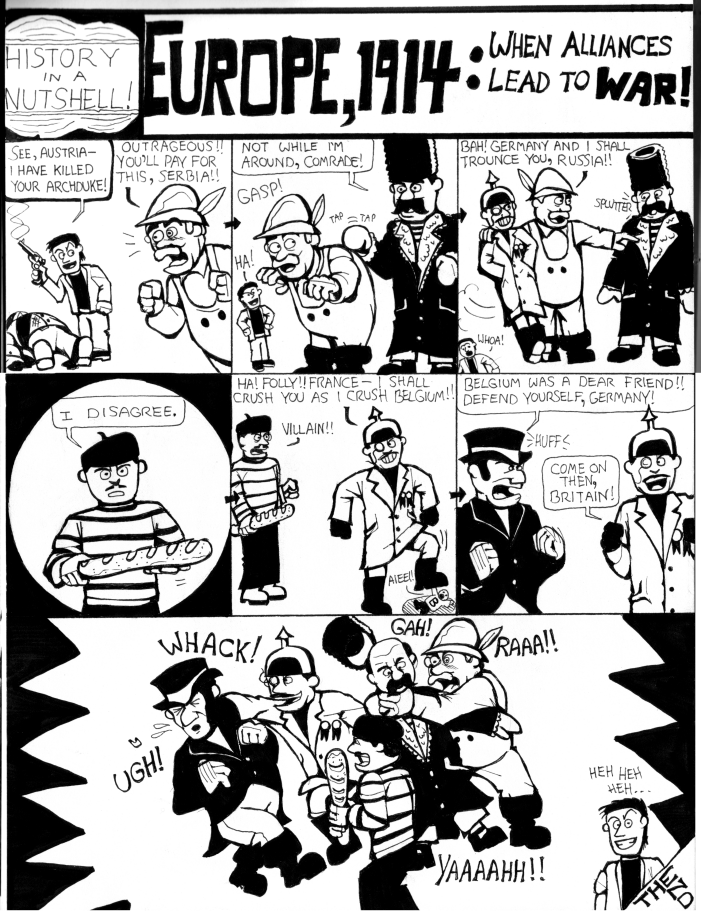 HISTORY
IN A
NUTSHELL!
EUROPE, 1914:
WHEN ALLIANCES
LEAD TO WAR!
SEE, AUSTRIA—
I HAVE KILLED
YOUR ARCHDUKE!
OUTRAGEOUS!!
YOU'LL PAY FOR
THIS, SERBIA!!
NOT WHILE I'M
AROUND, COMRADE!
GASP!
TAP TAP
HA!
BAH! GERMANY AND I SHALL
TROUNCE YOU, RUSSIA!!
SPLUTTER
WHOA!
I DISAGREE.
HA! FOLLY!! FRANCE— I SHALL
CRUSH YOU AS I CRUSH BELGIUM!!
VILLAIN!!
AIEE!!
BELGIUM WAS A DEAR FRIEND!!
DEFEND YOURSELF, GERMANY!
HUFF
COME ON
THEN,
BRITAIN!
WHACK!
GAH!
RAAA!!
UGH!
YAAAAHH!!
HEH HEH
HEH...
THE END